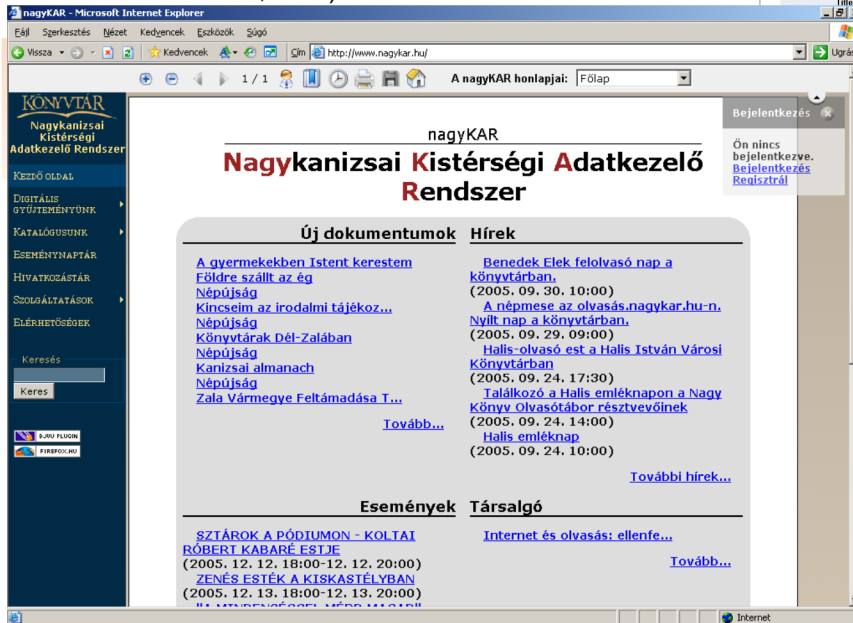 Title
nagyKAR - Microsoft Internet Explorer
Fájl Szerkesztés Nézet Kedvencek Eszközök Súgó
Vissza Kedvencek Cím http://www.nagykar.hu/ Ugrás
1 / 1 A nagyKAR honlapjai: Főlap
KÖNYVTÁR
Nagykanizsai
Kistérségi
Adatkezelő Rendszer
KEZDŐ OLDAL
DIGITÁLIS
GYŰJTEMÉNYÜNK
KATALÓGUSUNK
ESEMÉNYNAPTÁR
HIVATKOZÁSTÁR
SZOLGÁLTATÁSOK
ELÉRHETŐSÉGEK
Keresés
Keres
DJVU PLUGIN
FIREFOX.HU
Bejelentkezés
Ön nincs
bejelentkezve.
Bejelentkezés
Regisztrál
nagyKAR
Nagykanizsai Kistérségi Adatkezelő
Rendszer
Új dokumentumok
A gyermekekben Istent kerestem
Földre szállt az ég
Népújság
Kincseim az irodalmi tájékoz...
Népújság
Könyvtárak Dél-Zalában
Népújság
Kanizsai almanach
Népújság
Zala Vármegye Feltámadása T...
Tovább...
Hírek
Benedek Elek felolvasó nap a
könyvtárban.
(2005. 09. 30. 10:00)
A népmese az olvasás.nagykar.hu-n.
Nyílt nap a könyvtárban.
(2005. 09. 29. 09:00)
Halis-olvasó est a Halis István Városi
Könyvtárban
(2005. 09. 24. 17:30)
Találkozó a Halis emléknapon a Nagy
Könyv Olvasótábor résztvevőinek
(2005. 09. 24. 14:00)
Halis emléknap
(2005. 09. 24. 10:00)
További hírek...
Események
SZTÁROK A PÓDIUMON - KOLTAI
RÓBERT KABARÉ ESTJE
(2005. 12. 12. 18:00-12. 12. 20:00)
ZENÉS ESTÉK A KISKASTÉLYBAN
(2005. 12. 13. 18:00-12. 13. 20:00)
Társalgó
Internet és olvasás: ellenfe...
Tovább...
Internet